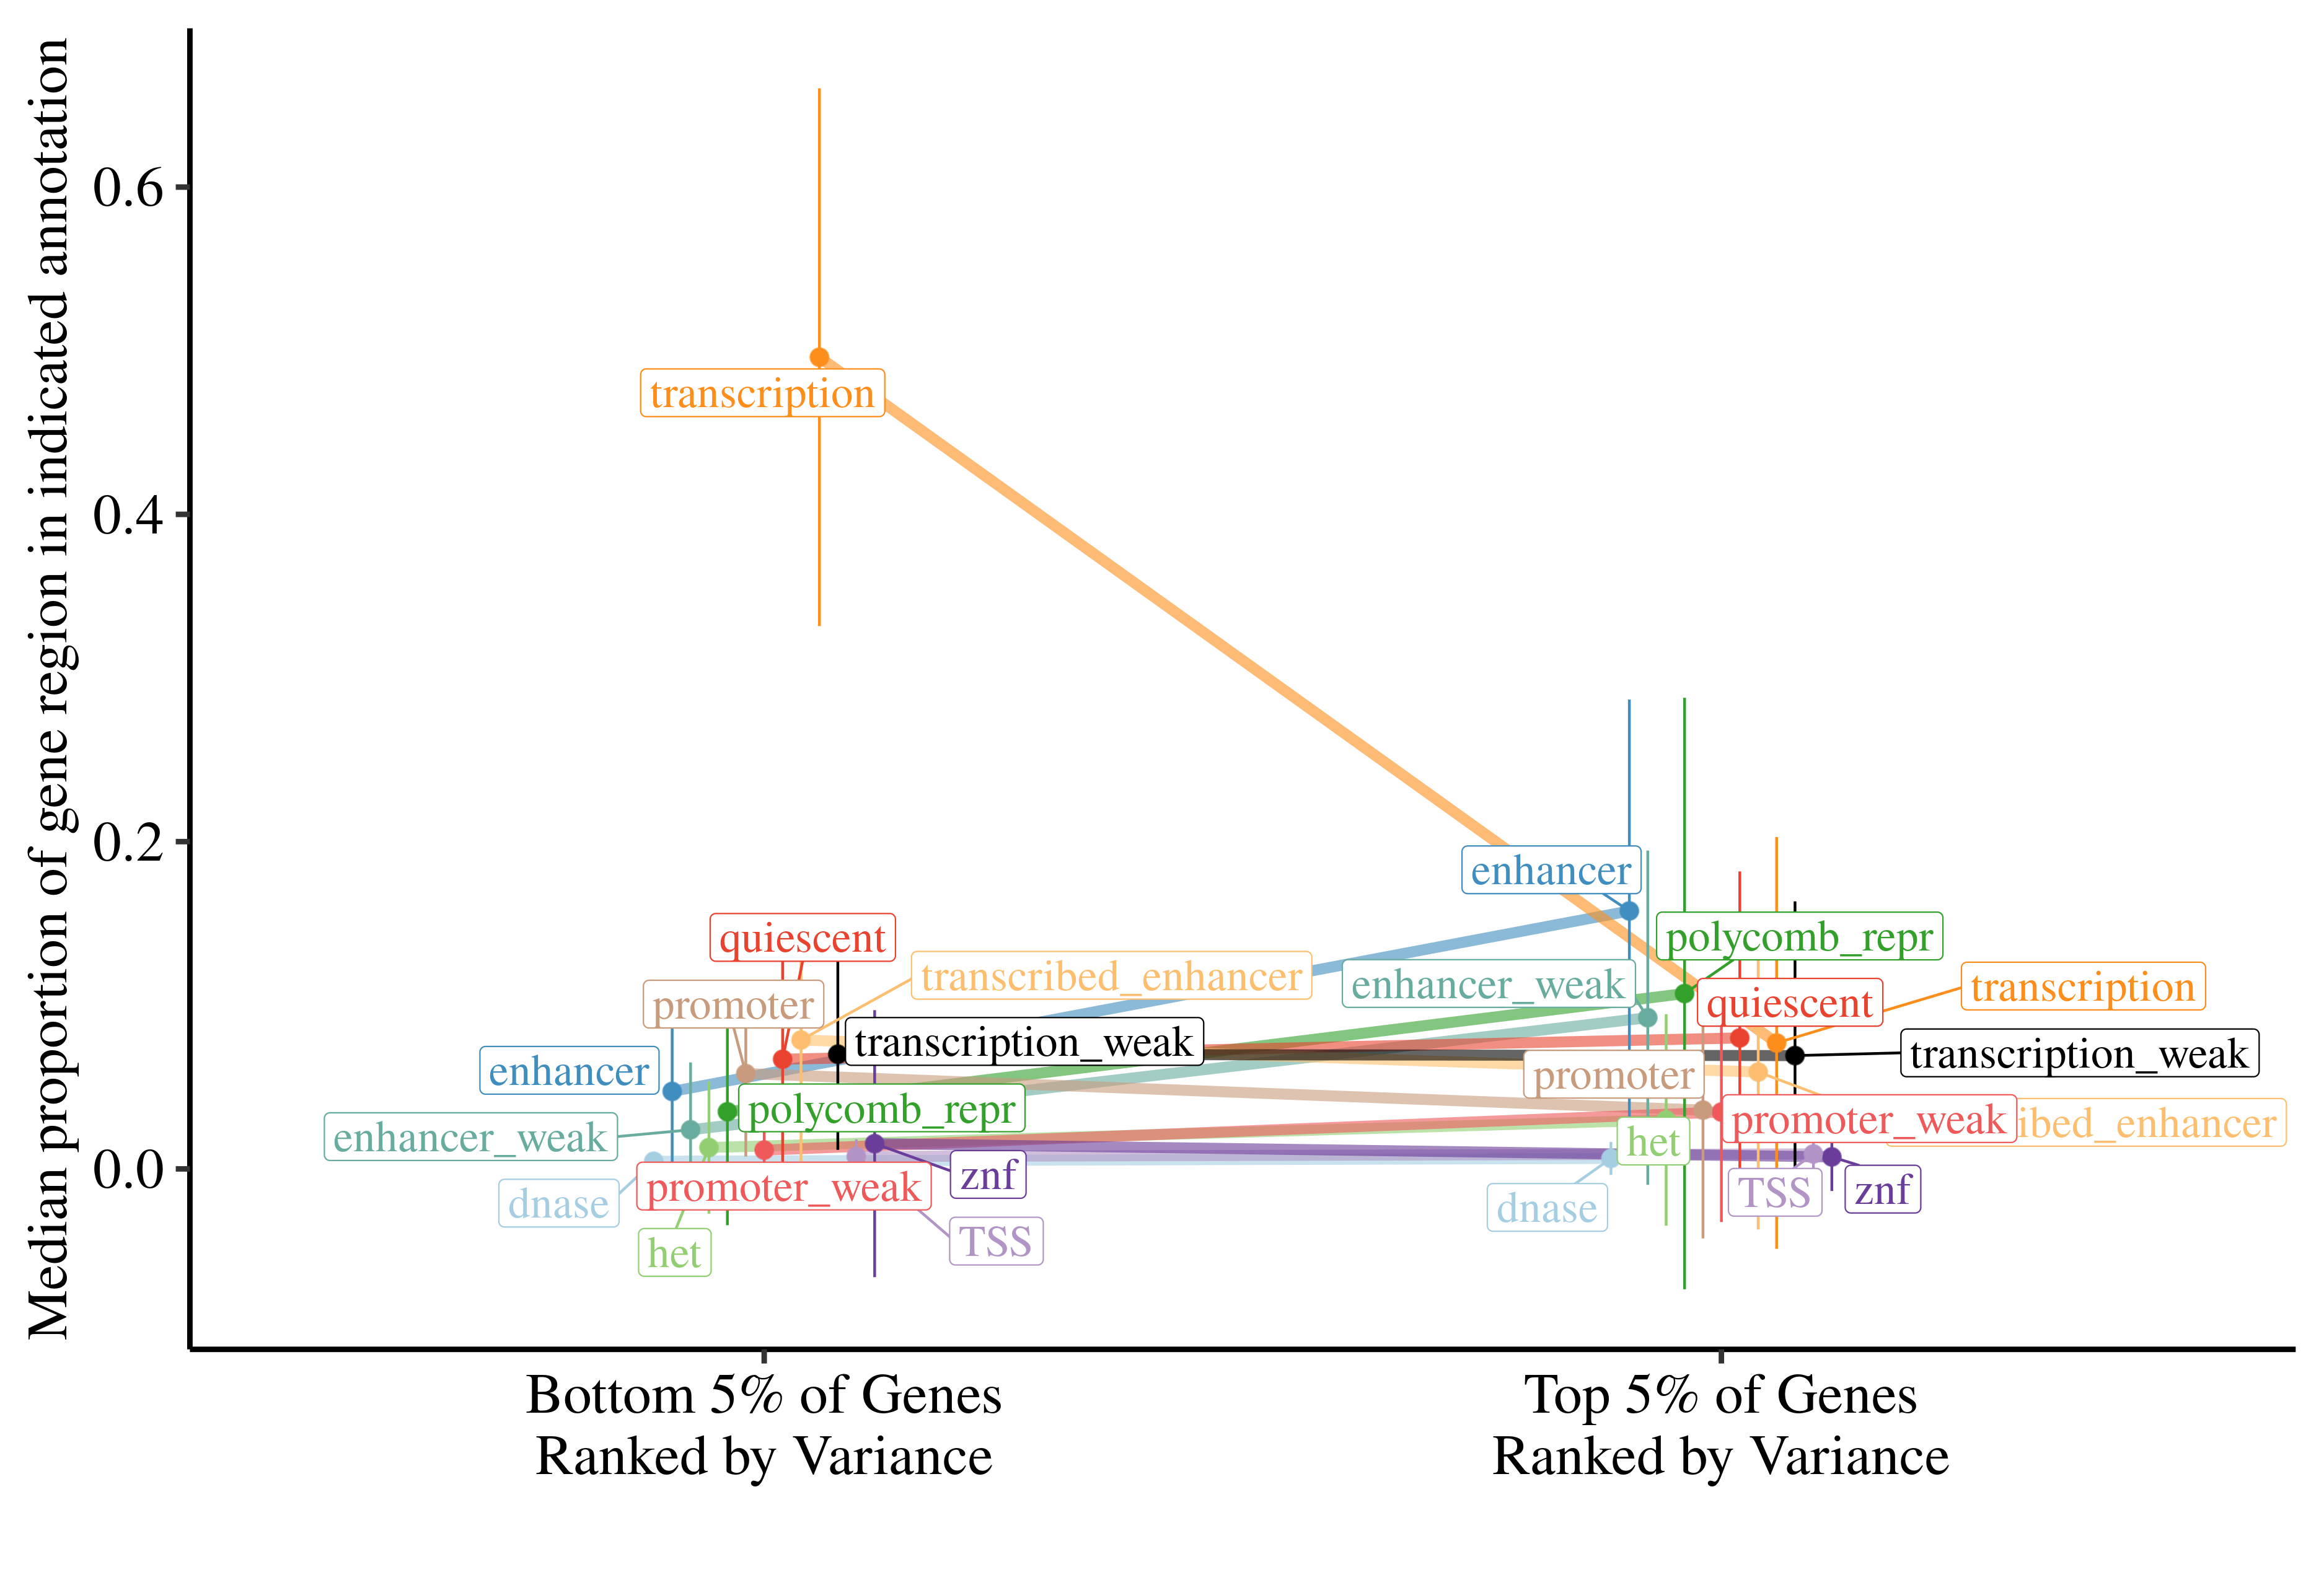 Median proportion of gene region in indicated annotation
0.6
0.4
0.2
0.0
transcription
quiescent
transcribed_enhancer
promoter
transcription_weak
enhancer
polycomb_repr
enhancer_weak
znf
promoter_weak
dnase
TSS
het
enhancer
polycomb_repr
enhancer_weak
transcription
quiescent
transcription_weak
promoter
promoter_weak
ibed_enhancer
het
TSS
znf
dnase
Bottom 5% of Genes
Ranked by Variance
Top 5% of Genes
Ranked by Variance